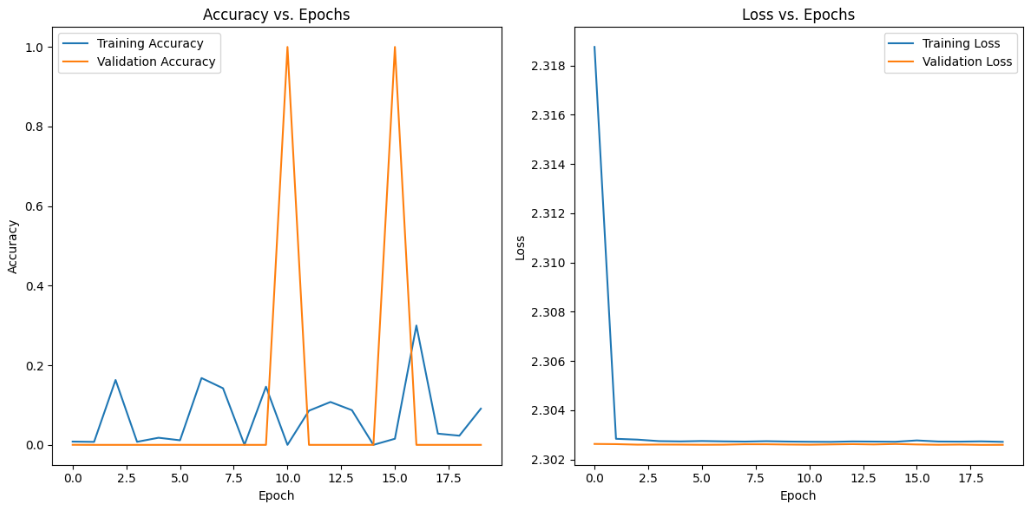 Accuracy vs. Epochs
Training Accuracy
Validation Accuracy
1.0
0.8
0.6
0.4
0.2
0.0
Accuracy
0.0 2.5 5.0 7.5 10.0 12.5 15.0 17.5
Epoch
Loss vs. Epochs
Training Loss
Validation Loss
2.318
2.316
2.314
2.312
2.310
2.308
2.306
2.304
2.302
Loss
0.0 2.5 5.0 7.5 10.0 12.5 15.0 17.5
Epoch